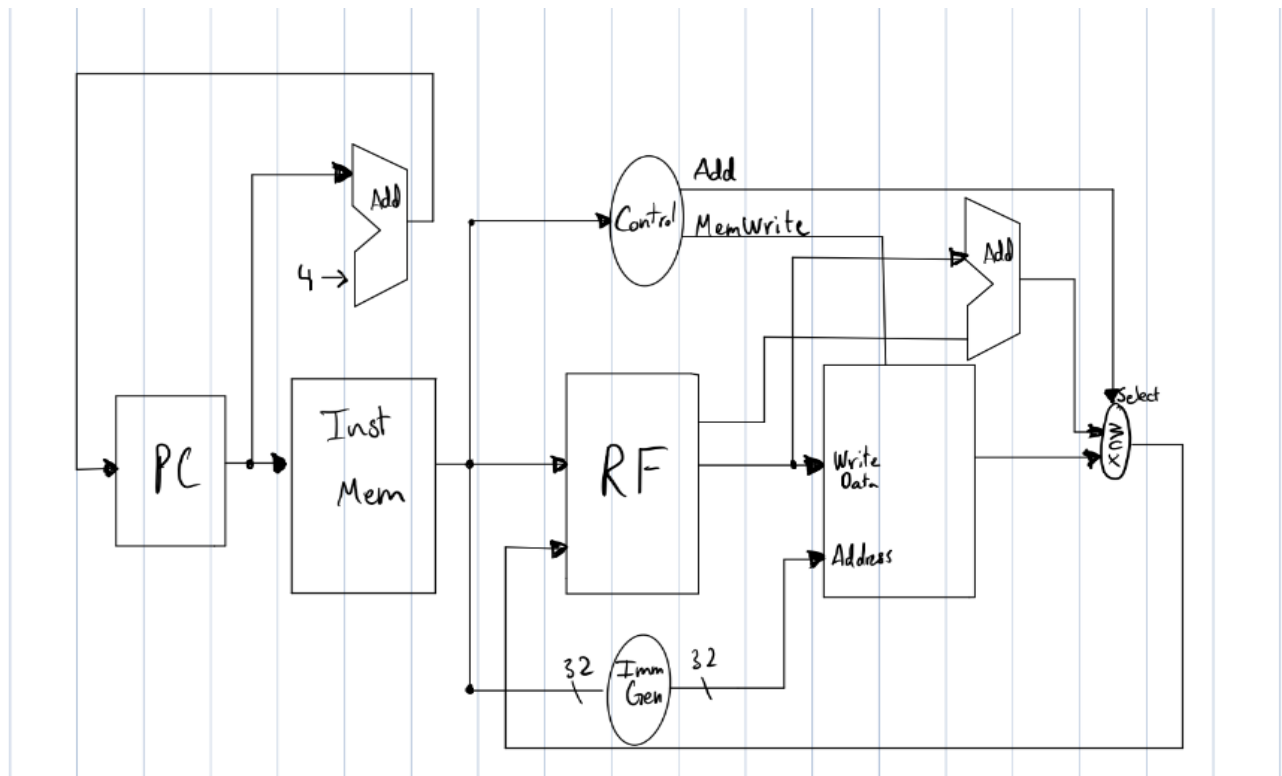 Add
4
PC
Inst
Mem
Control
Add
MemWrite
Add
RF
Write
Data
Address
Select
MUX
32
Imm
Gen
32